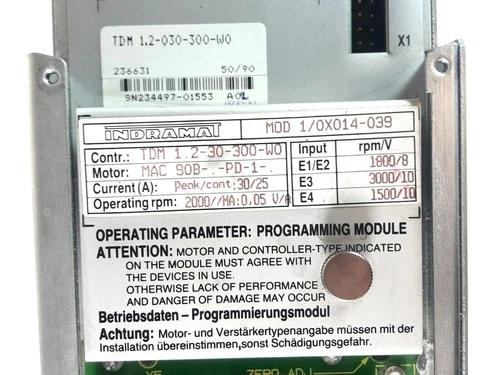 TDM 1.2-030-300-W0
236631 50/90
SN234497-01553 A02
X1
INDRAMAT MOD 1/0X014-039
Contr.: TDM 1.2-30-300-W0
Motor: MAC 90B-.-PD-1-.
Current (A): Peak/cont:30/25
Operating rpm: 2000//MA:0,05 V/A
Input rpm/V
E1/E2 1800/8
E3 3000/10
E4 1500/10
OPERATING PARAMETER: PROGRAMMING MODULE
ATTENTION: MOTOR AND CONTROLLER-TYPE INDICATED
ON THE MODULE MUST AGREE WITH
THE DEVICES IN USE.
OTHERWISE LACK OF PERFORMANCE
AND DANGER OF DAMAGE MAY OCCUR
Betriebsdaten – Programmierungsmodul
Achtung: Motor- und Verstärkertypenangabe müssen mit der
Installation übereinstimmen,sonst Schädigungsgefahr.
ZERO ADJ